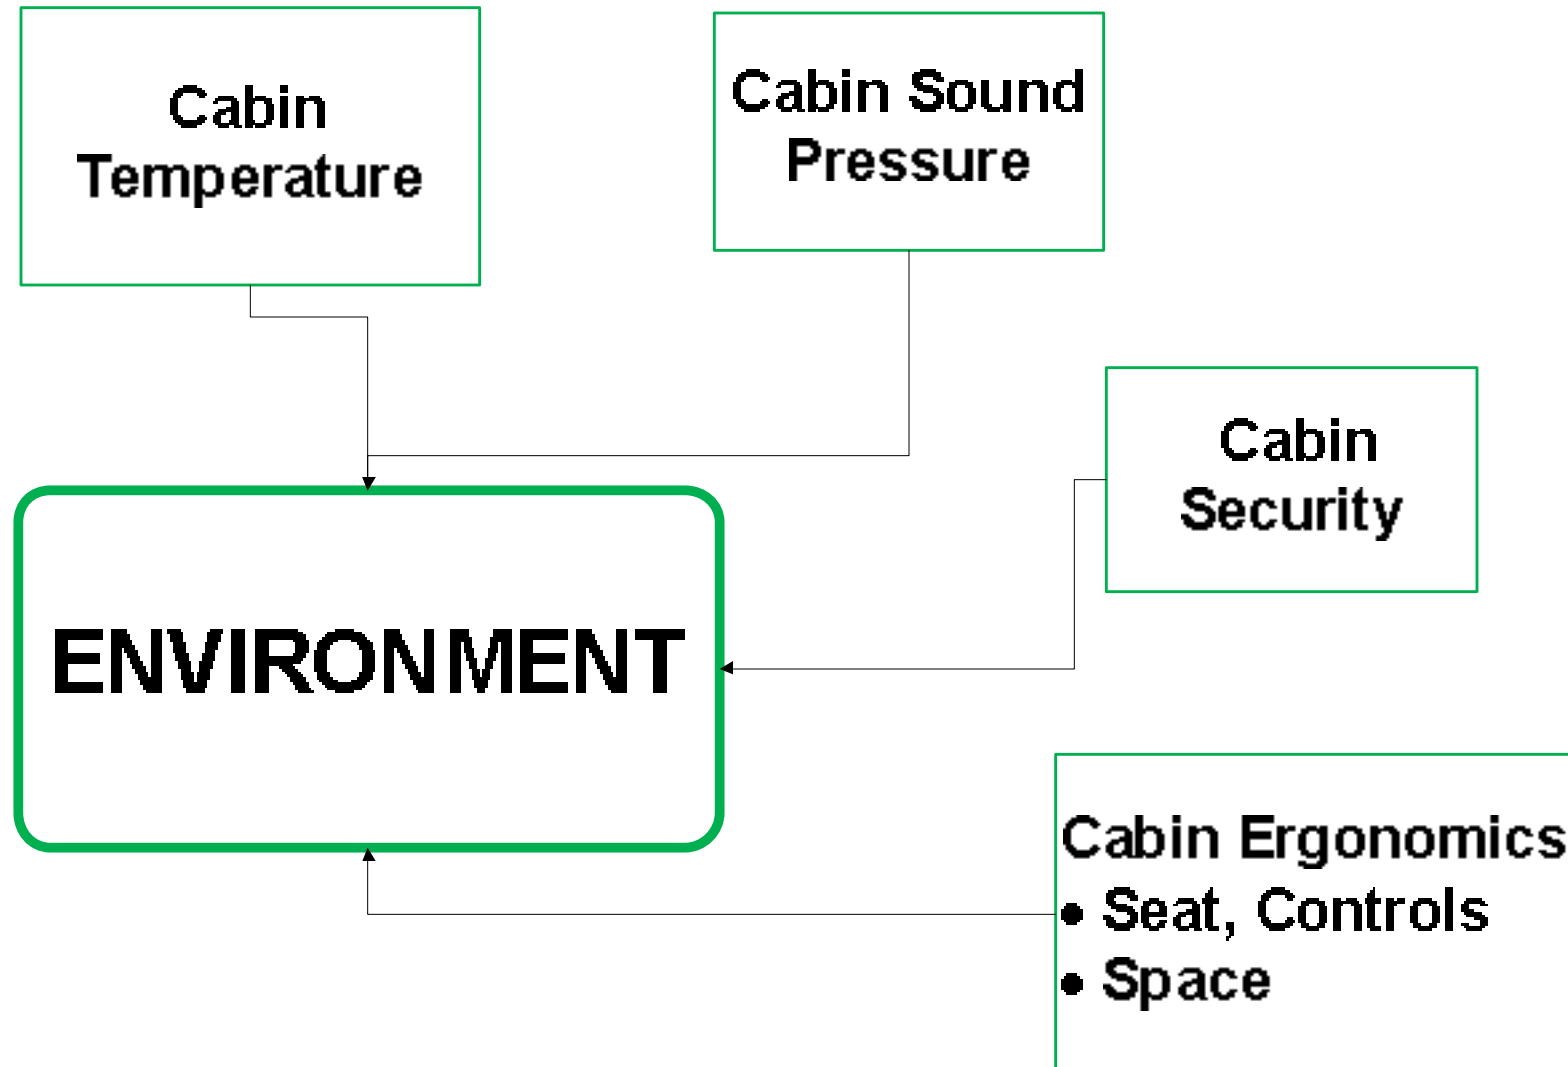 Cabin
Temperature
Cabin Sound
Pressure
Cabin
Security
ENVIRONMENT
Cabin Ergonomics
• Seat, Controls
• Space